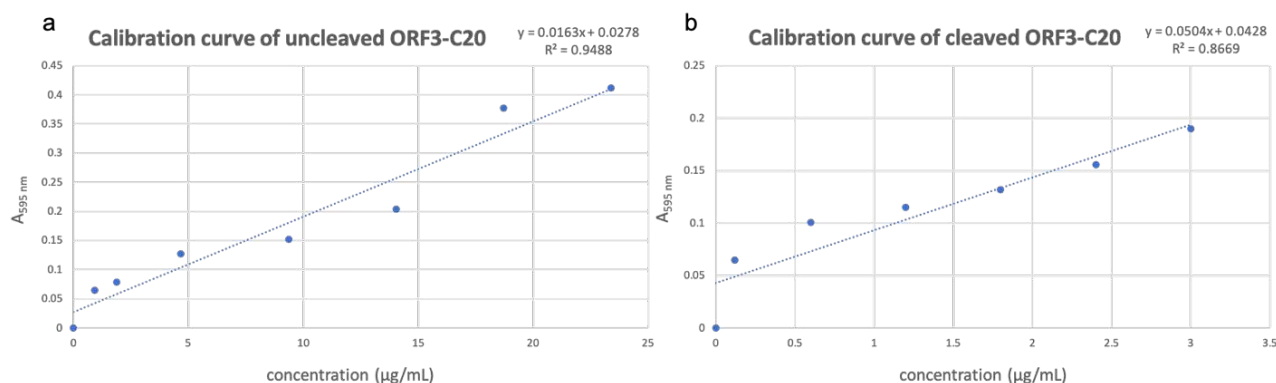 a
Calibration curve of uncleaved ORF3-C20
y = 0.0163x + 0.0278
R² = 0.9488
0.45
0.4
0.35
0.3
0.25
0.2
0.15
0.1
0.05
0
A595 nm
0 5 10 15 20 25
concentration (µg/mL)
b
Calibration curve of cleaved ORF3-C20
y = 0.0504x + 0.0428
R² = 0.8669
0.25
0.2
0.15
0.1
0.05
0
A595 nm
0 0.5 1 1.5 2 2.5 3 3.5
concentration (µg/mL)